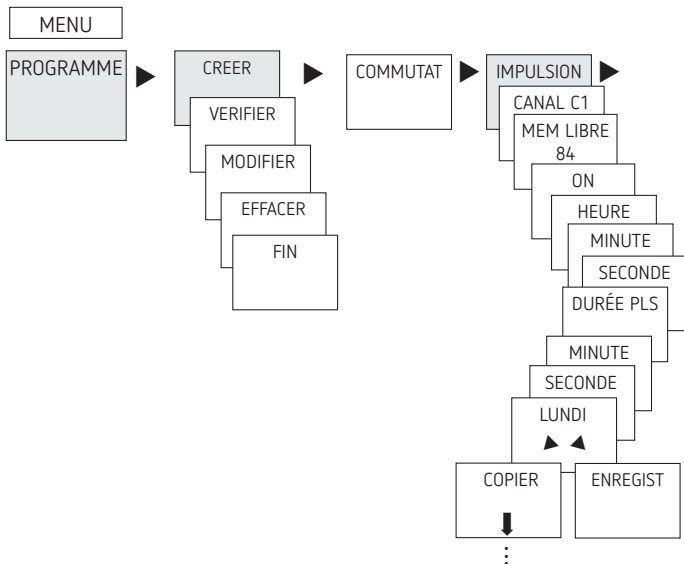 MENU
PROGRAMME
CREER
VERIFIER
MODIFIER
EFFACER
FIN
COMMUTAT
IMPULSION
CANAL C1
MEM LIBRE
84
ON
HEURE
MINUTE
SECONDE
DURÉE PLS
MINUTE
SECONDE
LUNDI
COPIER
ENREGIST